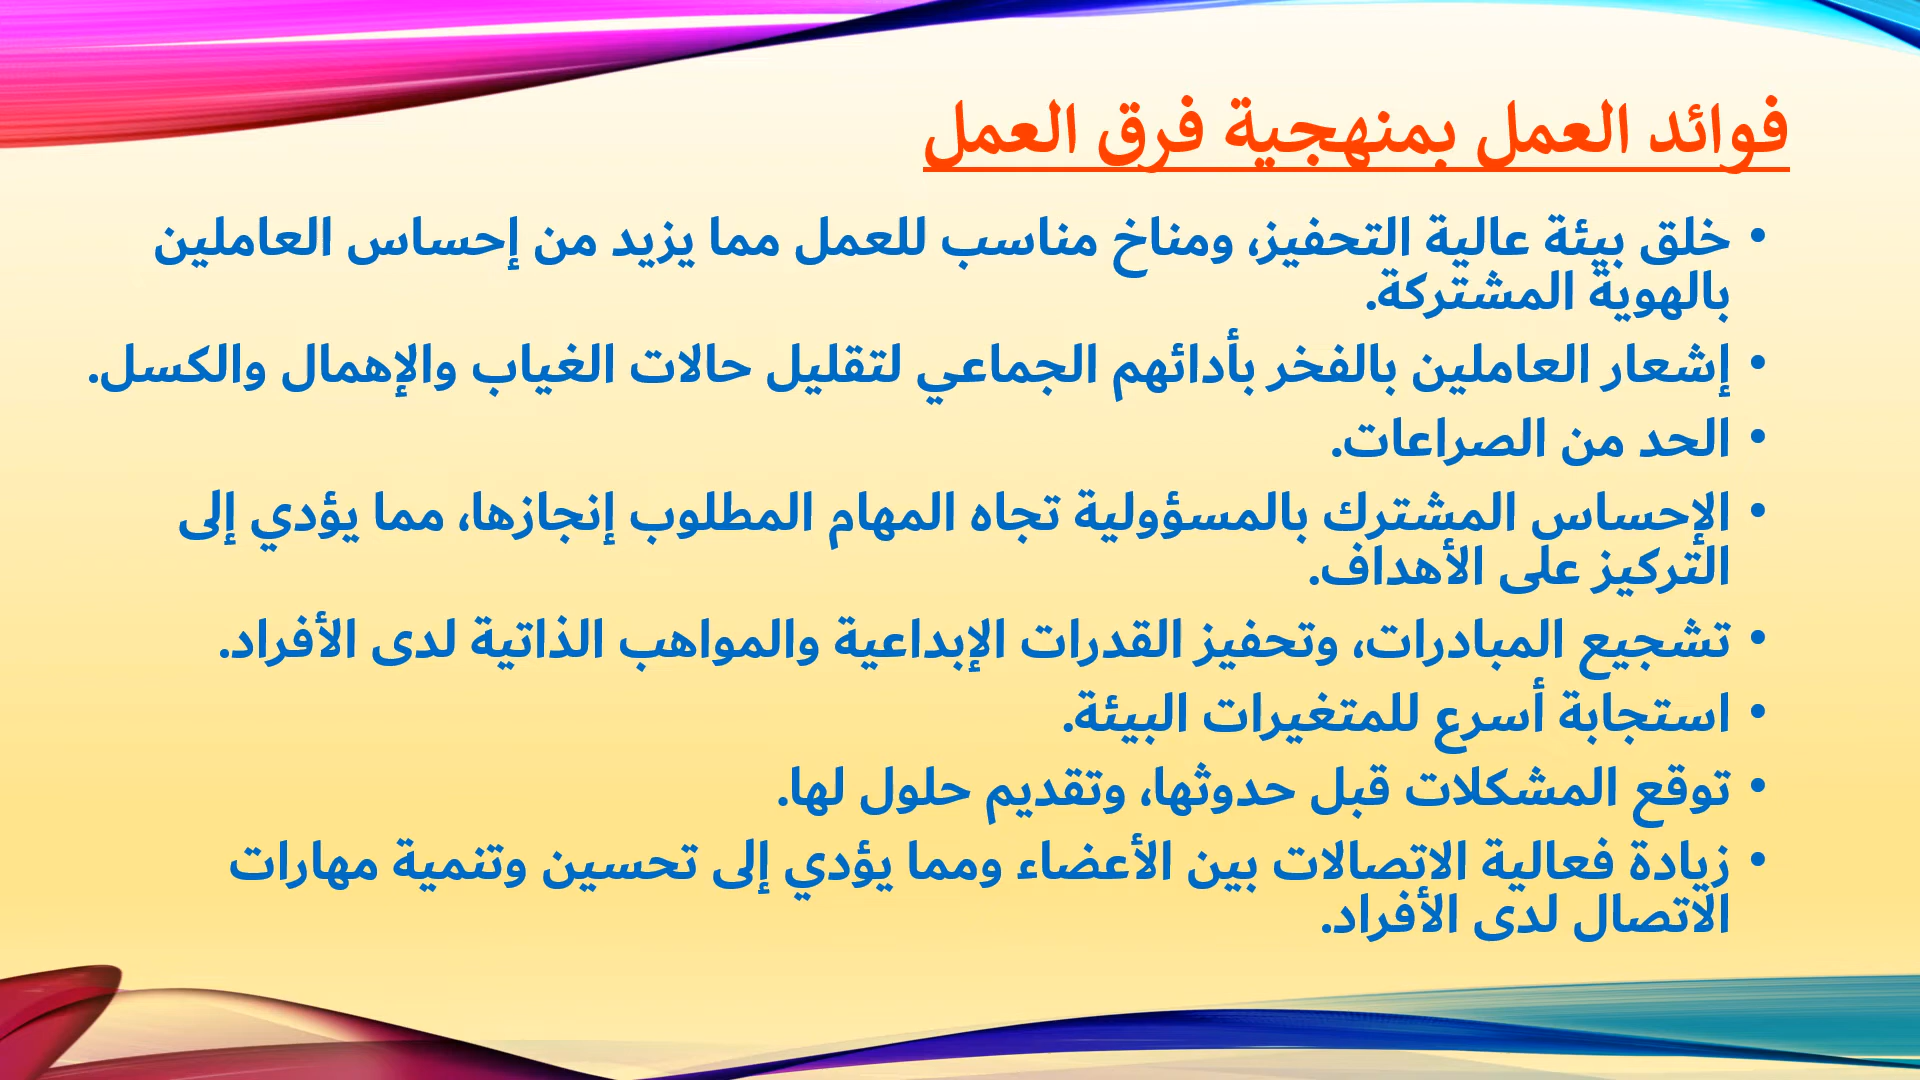 فوائد العمل بمنهجية فرق العمل
• خلق بيئة عالية التحفيز، ومناخ مناسب للعمل مما يزيد من إحساس العاملين
بالهوية المشتركة.
• إشعار العاملين بالفخر بأدائهم الجماعي لتقليل حالات الغياب والإهمال والكسل.
• الحد من الصراعات.
• الإحساس المشترك بالمسؤولية تجاه المهام المطلوب إنجازها، مما يؤدي إلى
التركيز على الأهداف.
• تشجيع المبادرات، وتحفيز القدرات الإبداعية والمواهب الذاتية لدى الأفراد.
• استجابة أسرع للمتغيرات البيئة.
• توقع المشكلات قبل حدوثها، وتقديم حلول لها.
• زيادة فعالية الاتصالات بين الأعضاء ومما يؤدي إلى تحسين وتنمية مهارات
الاتصال لدى الأفراد.